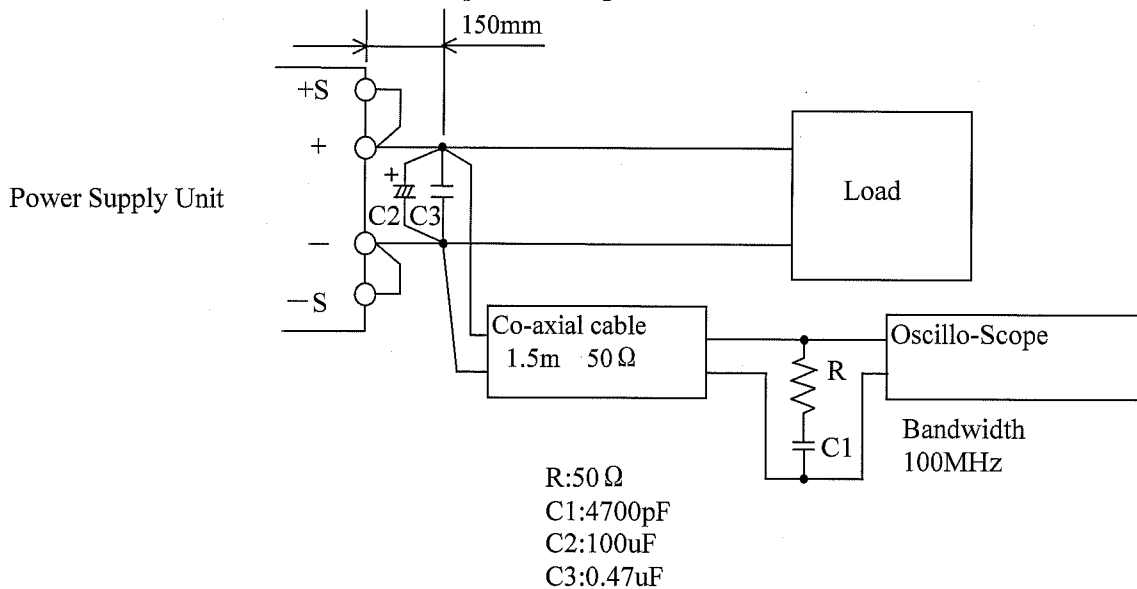 150mm
+S
+
Power Supply Unit
+
C2 C3
Load
－
－S
Co-axial cable
1.5m 50Ω
R
C1
Oscillo-Scope
Bandwidth
100MHz
R:50Ω
C1:4700pF
C2:100uF
C3:0.47uF